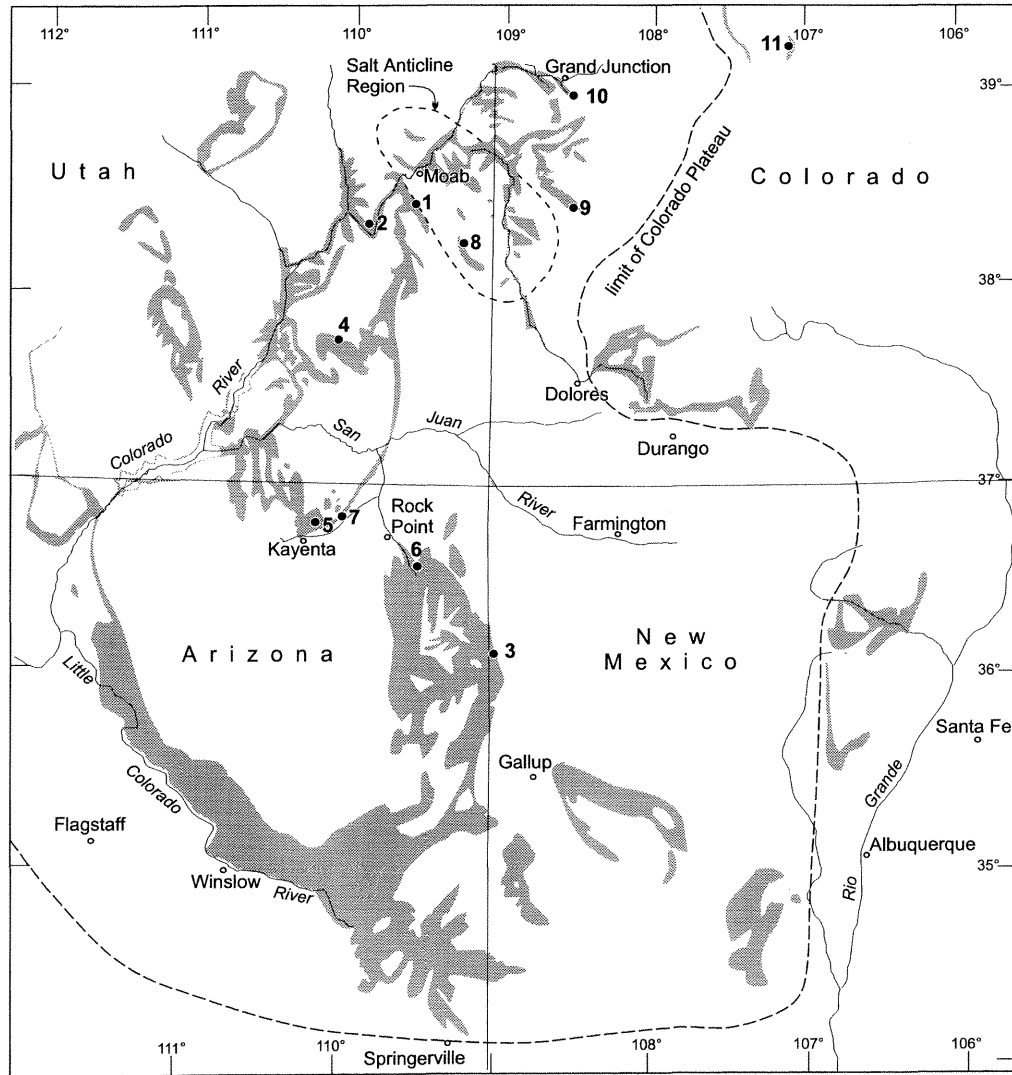 112°
111°
110°
109°
108°
107°
106°
11
Salt Anticline
Region
Grand Junction
10
39°
Utah
Moab
1
2
8
9
Colorado
limit of Colorado Plateau
38°
4
River
Dolores
San
Juan
Colorado
Durango
37°
Rock
Point
River
5
7
Kayenta
Farmington
6
Arizona
New
Mexico
3
36°
Little
Santa Fe
Gallup
Colorado
Grande
Flagstaff
Albuquerque
35°
Winslow
River
Rio
111°
110°
109°
108°
107°
106°
Springerville